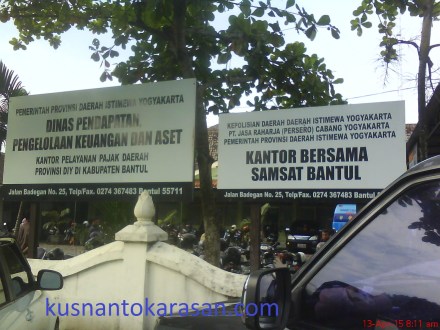 PEMERINTAH PROVINSI DAERAH ISTIMEWA YOGYAKARTA
DINAS PENDAPATAN,
PENGELOLAAN KEUANGAN DAN ASET
KANTOR PELAYANAN PAJAK DAERAH
PROVINSI DIY DI KABUPATEN BANTUL
Jalan Badegan No. 25, Telp/Fax. 0274 367483 Bantul 55711
KEPOLISIAN DAERAH DAERAH ISTIMEWA YOGYAKARTA
PT. JASA RAHARJA (PERSERO) CABANG YOGYAKARTA
PEMERINTAH PROVINSI DAERAH ISTIMEWA YOGYAKARTA
KANTOR BERSAMA
SAMSAT BANTUL
Jalan Badegan No. 25, Telp/Fax. 0274 367483 Bantul
kusnantokarasan.com
8:11 am